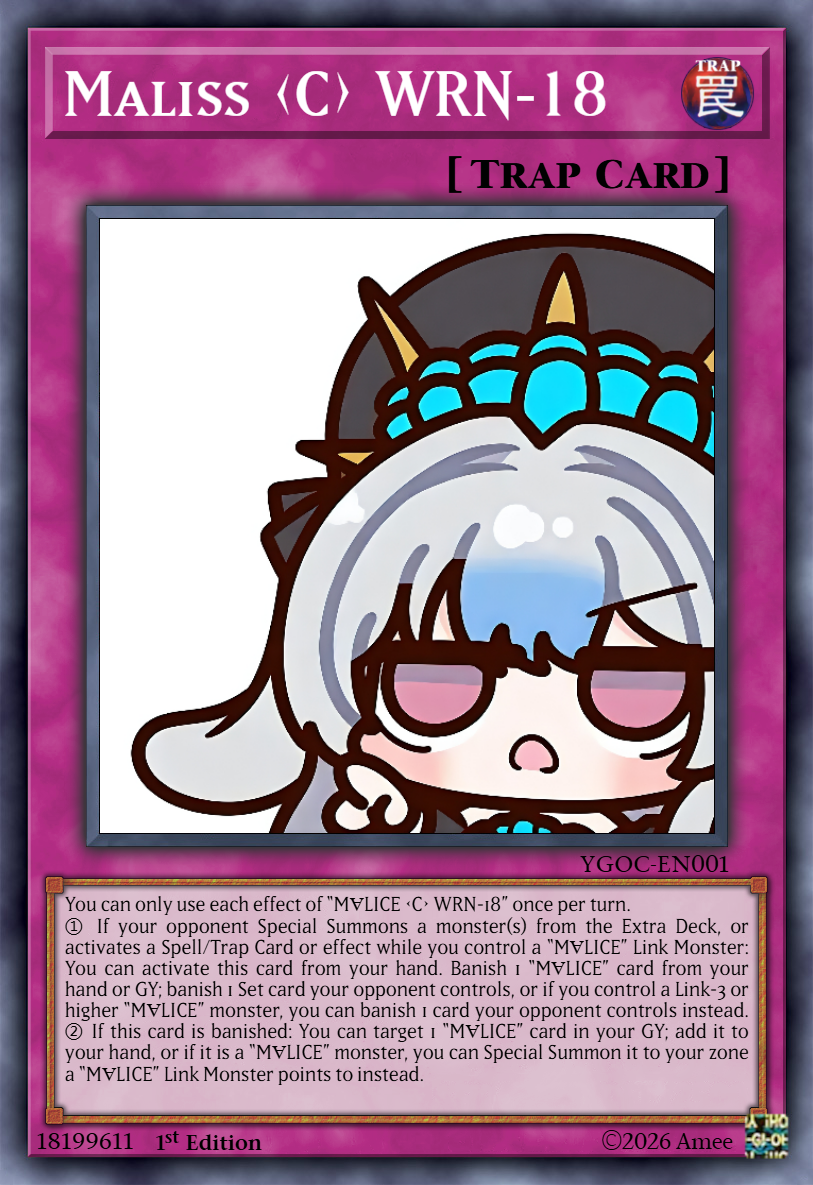 Maliss ‹C› WRN-18
TRAP
罠
[Trap Card]
YGOC-EN001
You can only use each effect of "M∀LICE ‹C› WRN-18" once per turn.
① If your opponent Special Summons a monster(s) from the Extra Deck, or
activates a Spell/Trap Card or effect while you control a "M∀LICE" Link Monster:
You can activate this card from your hand. Banish 1 "M∀LICE" card from your
hand or GY; banish 1 Set card your opponent controls, or if you control a Link-3 or
higher "M∀LICE" monster, you can banish 1 card your opponent controls instead.
② If this card is banished: You can target 1 "M∀LICE" card in your GY; add it to
your hand, or if it is a "M∀LICE" monster, you can Special Summon it to your zone
a "M∀LICE" Link Monster points to instead.
18199611 1st Edition ©2026 Amee